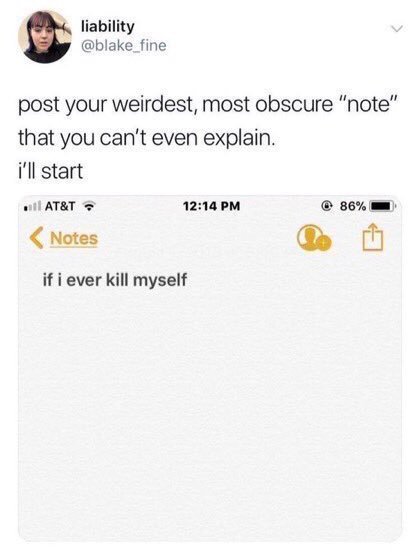 liability
@blake_fine
post your weirdest, most obscure “note”
that you can't even explain.
i'll start
AT&T 12:14 PM 86%
Notes
if i ever kill myself